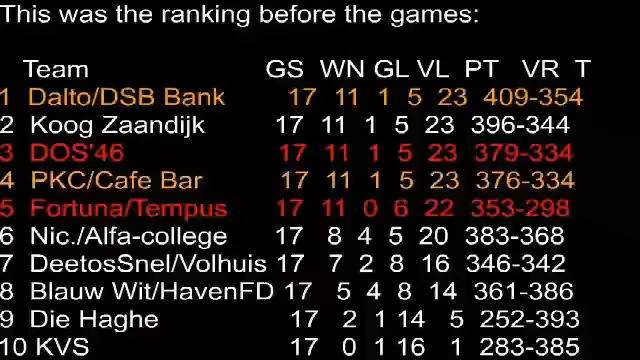 This was the ranking before the games:
Team GS WN GL VL PT VR T
1 Dalto/DSB Bank 17 11 1 5 23 409-354
2 Koog Zaandijk 17 11 1 5 23 396-344
3 DOS'46 17 11 1 5 23 379-334
4 PKC/Cafe Bar 17 11 1 5 23 376-334
5 Fortuna/Tempus 17 11 0 6 22 353-298
6 Nic./Alfa-college 17 8 4 5 20 383-368
7 DeetosSnel/Volhuis 17 7 2 8 16 346-342
8 Blauw Wit/HavenFD 17 5 4 8 14 361-386
9 Die Haghe 17 2 1 14 5 252-393
10 KVS 17 0 1 16 1 283-385